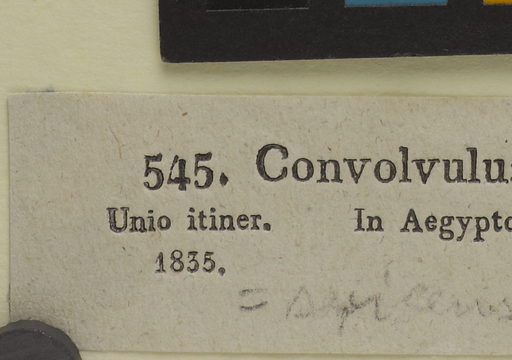 545. Convolvulu
Unio itiner. In Aegypto
1835.
=